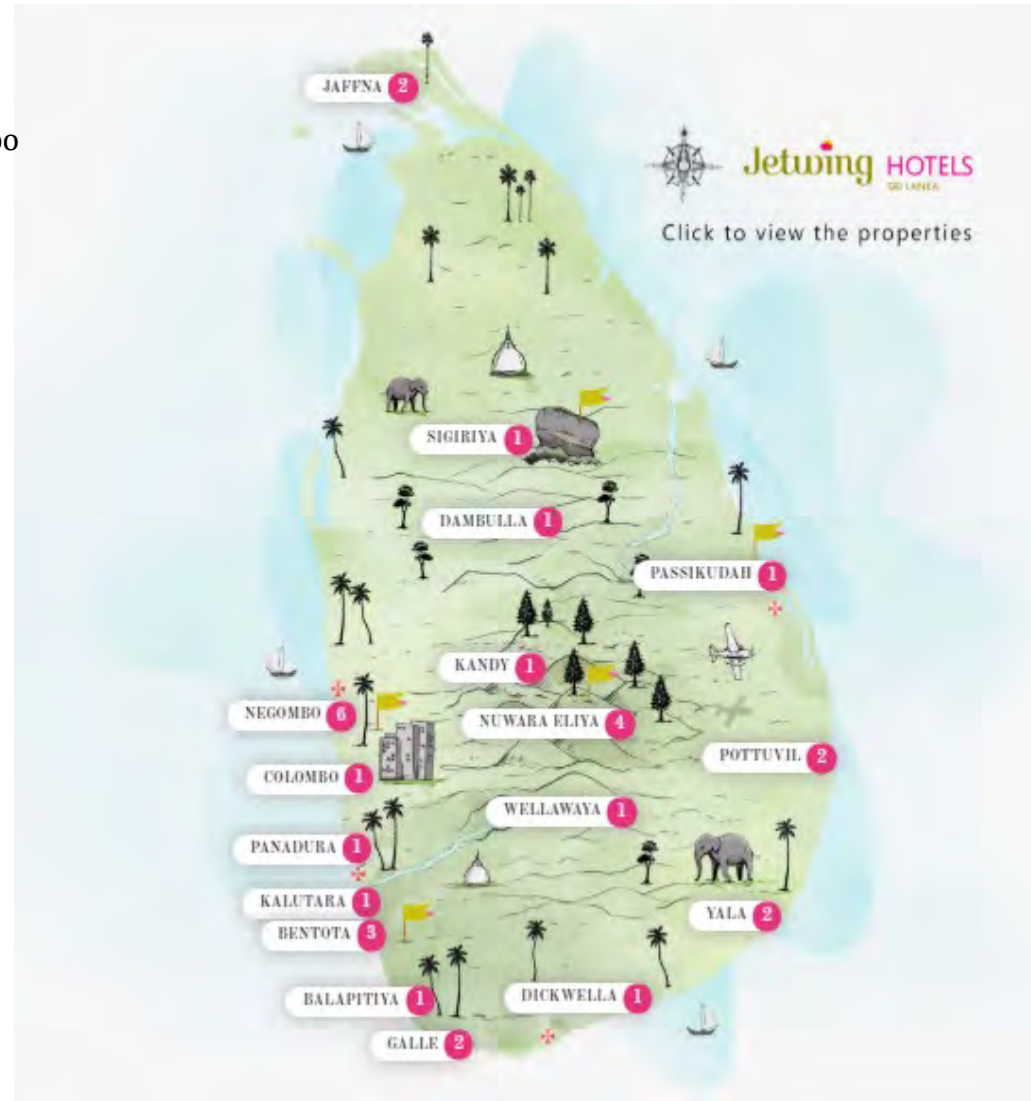 JAFFNA 2
oo
Jetwing HOTELS
SRI LANKA
Click to view the properties
SIGIRIYA 1
DAMBULLA 1
PASSIKUDAH 1
KANDY 1
NEGOMBO 6
NUWARA ELIYA 4
POTTUVIL 2
COLOMBO 1
WELLAWAYA 1
PANADURA 1
KALUTARA 1
YALA 2
BENTOTA 3
BALAPITIYA 1
DICKWELLA 1
GALLE 2